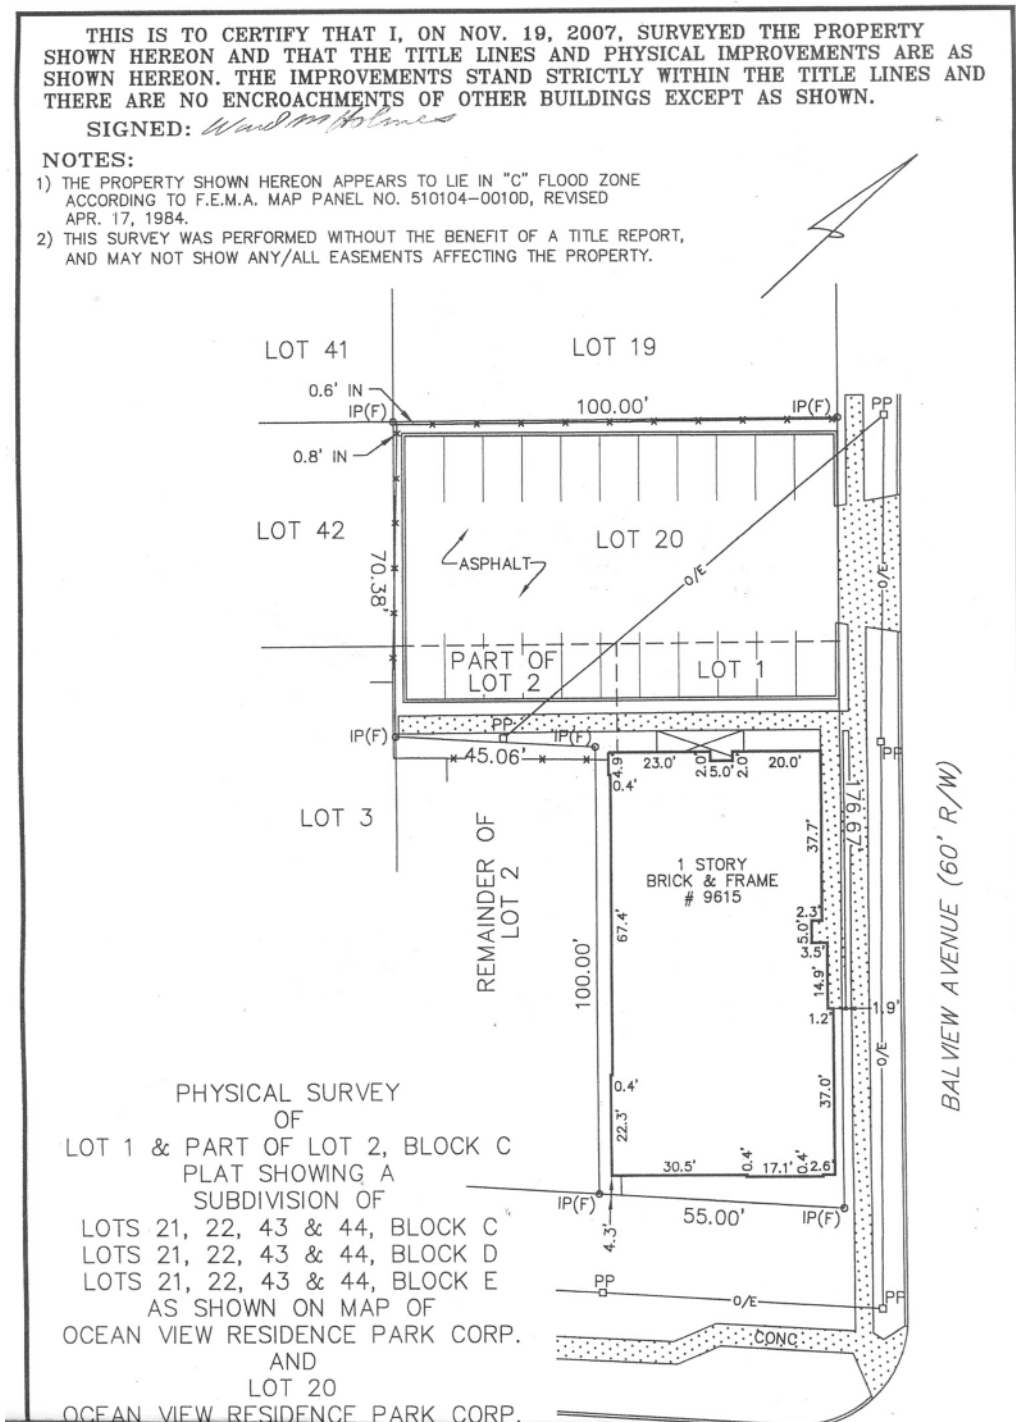 THIS IS TO CERTIFY THAT I, ON NOV. 19, 2007, SURVEYED THE PROPERTY
SHOWN HEREON AND THAT THE TITLE LINES AND PHYSICAL IMPROVEMENTS ARE AS
SHOWN HEREON. THE IMPROVEMENTS STAND STRICTLY WITHIN THE TITLE LINES AND
THERE ARE NO ENCROACHMENTS OF OTHER BUILDINGS EXCEPT AS SHOWN.
SIGNED: Ward M Holmes
NOTES:
1) THE PROPERTY SHOWN HEREON APPEARS TO LIE IN "C" FLOOD ZONE
ACCORDING TO F.E.M.A. MAP PANEL NO. 510104-0010D, REVISED
APR. 17, 1984.
2) THIS SURVEY WAS PERFORMED WITHOUT THE BENEFIT OF A TITLE REPORT,
AND MAY NOT SHOW ANY/ALL EASEMENTS AFFECTING THE PROPERTY.
LOT 41
LOT 19
0.6' IN
IP(F)
100.00'
IP(F)
PP
0.8' IN
LOT 42
LOT 20
ASPHALT
70.38'
O/E
O/E
PART OF
LOT 2
LOT 1
IP(F)
PP
IP(F)
PP
45.06'
4.9'
0.4'
23.0'
2.0'
5.0'
2.0'
20.0'
176.67'
LOT 3
REMAINDER OF
LOT 2
37.7'
1 STORY
BRICK & FRAME
# 9615
67.4'
2.3'
5.0'
3.5'
14.9'
100.00'
1.2'
1.9'
BALVIEW AVENUE (60' R/W)
O/E
0.4'
22.3'
37.0'
30.5'
0.4'
17.1'
0.4'
2.6'
IP(F)
55.00'
IP(F)
4.3'
PP
O/E
PP
CONC
PHYSICAL SURVEY
OF
LOT 1 & PART OF LOT 2, BLOCK C
PLAT SHOWING A
SUBDIVISION OF
LOTS 21, 22, 43 & 44, BLOCK C
LOTS 21, 22, 43 & 44, BLOCK D
LOTS 21, 22, 43 & 44, BLOCK E
AS SHOWN ON MAP OF
OCEAN VIEW RESIDENCE PARK CORP.
AND
LOT 20
OCEAN VIEW RESIDENCE PARK CORP.